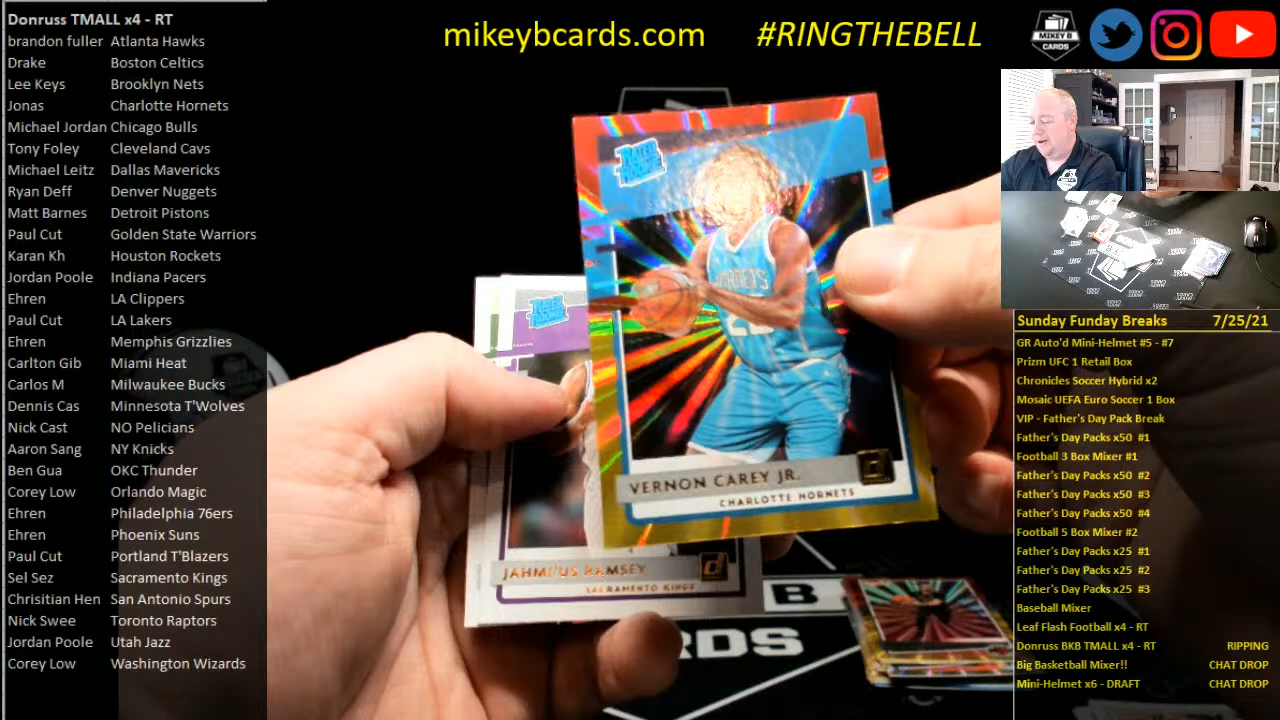 Donruss TMALL x4 - RT
brandon fuller Atlanta Hawks
Drake Boston Celtics
Lee Keys Brooklyn Nets
Jonas Charlotte Hornets
Michael Jordan Chicago Bulls
Tony Foley Cleveland Cavs
Michael Leitz Dallas Mavericks
Ryan Deff Denver Nuggets
Matt Barnes Detroit Pistons
Paul Cut Golden State Warriors
Karan Kh Houston Rockets
Jordan Poole Indiana Pacers
Ehren LA Clippers
Paul Cut LA Lakers
Ehren Memphis Grizzlies
Carlton Gib Miami Heat
Carlos M Milwaukee Bucks
Dennis Cas Minnesota T'Wolves
Nick Cast NO Pelicians
Aaron Sang NY Knicks
Ben Gua OKC Thunder
Corey Low Orlando Magic
Ehren Philadelphia 76ers
Ehren Phoenix Suns
Paul Cut Portland T'Blazers
Sel Sez Sacramento Kings
Chrisitian Hen San Antonio Spurs
Nick Swee Toronto Raptors
Jordan Poole Utah Jazz
Corey Low Washington Wizards
mikeybcards.com #RINGTHEBELL
MIKEY B
CARDS
RATED
ROOKIE
HORNETS
VERNON CAREY JR.
CHARLOTTE HORNETS
JAHMI'US RAMSEY
SACRAMENTO KINGS
B
RDS
Sunday Funday Breaks 7/25/21
GR Auto'd Mini-Helmet #5 - #7
Prizm UFC 1 Retail Box
Chronicles Soccer Hybrid x2
Mosaic UEFA Euro Soccer 1 Box
VIP - Father's Day Pack Break
Father's Day Packs x50 #1
Football 3 Box Mixer #1
Father's Day Packs x50 #2
Father's Day Packs x50 #3
Father's Day Packs x50 #4
Football 5 Box Mixer #2
Father's Day Packs x25 #1
Father's Day Packs x25 #2
Father's Day Packs x25 #3
Baseball Mixer
Leaf Flash Football x4 - RT
Donruss BKB TMALL x4 - RT RIPPING
Big Basketball Mixer!! CHAT DROP
Mini-Helmet x6 - DRAFT CHAT DROP